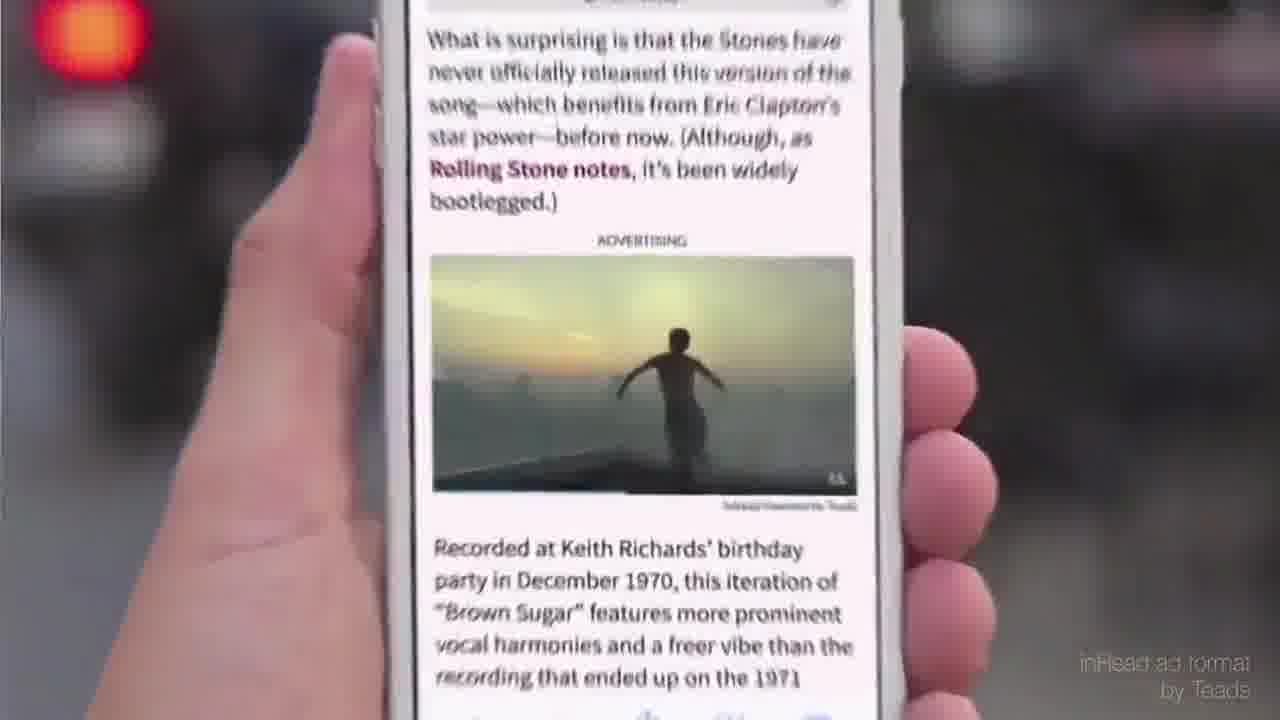 What is surprising is that the Stones have
never officially released this version of the
song—which benefits from Eric Clapton's
star power—before now. (Although, as
Rolling Stone notes, it's been widely
bootlegged.)
ADVERTISING
by Teads
Recorded at Keith Richards' birthday
party in December 1970, this iteration of
"Brown Sugar" features more prominent
vocal harmonies and a freer vibe than the
recording that ended up on the 1971
inRead ad format
by Teads